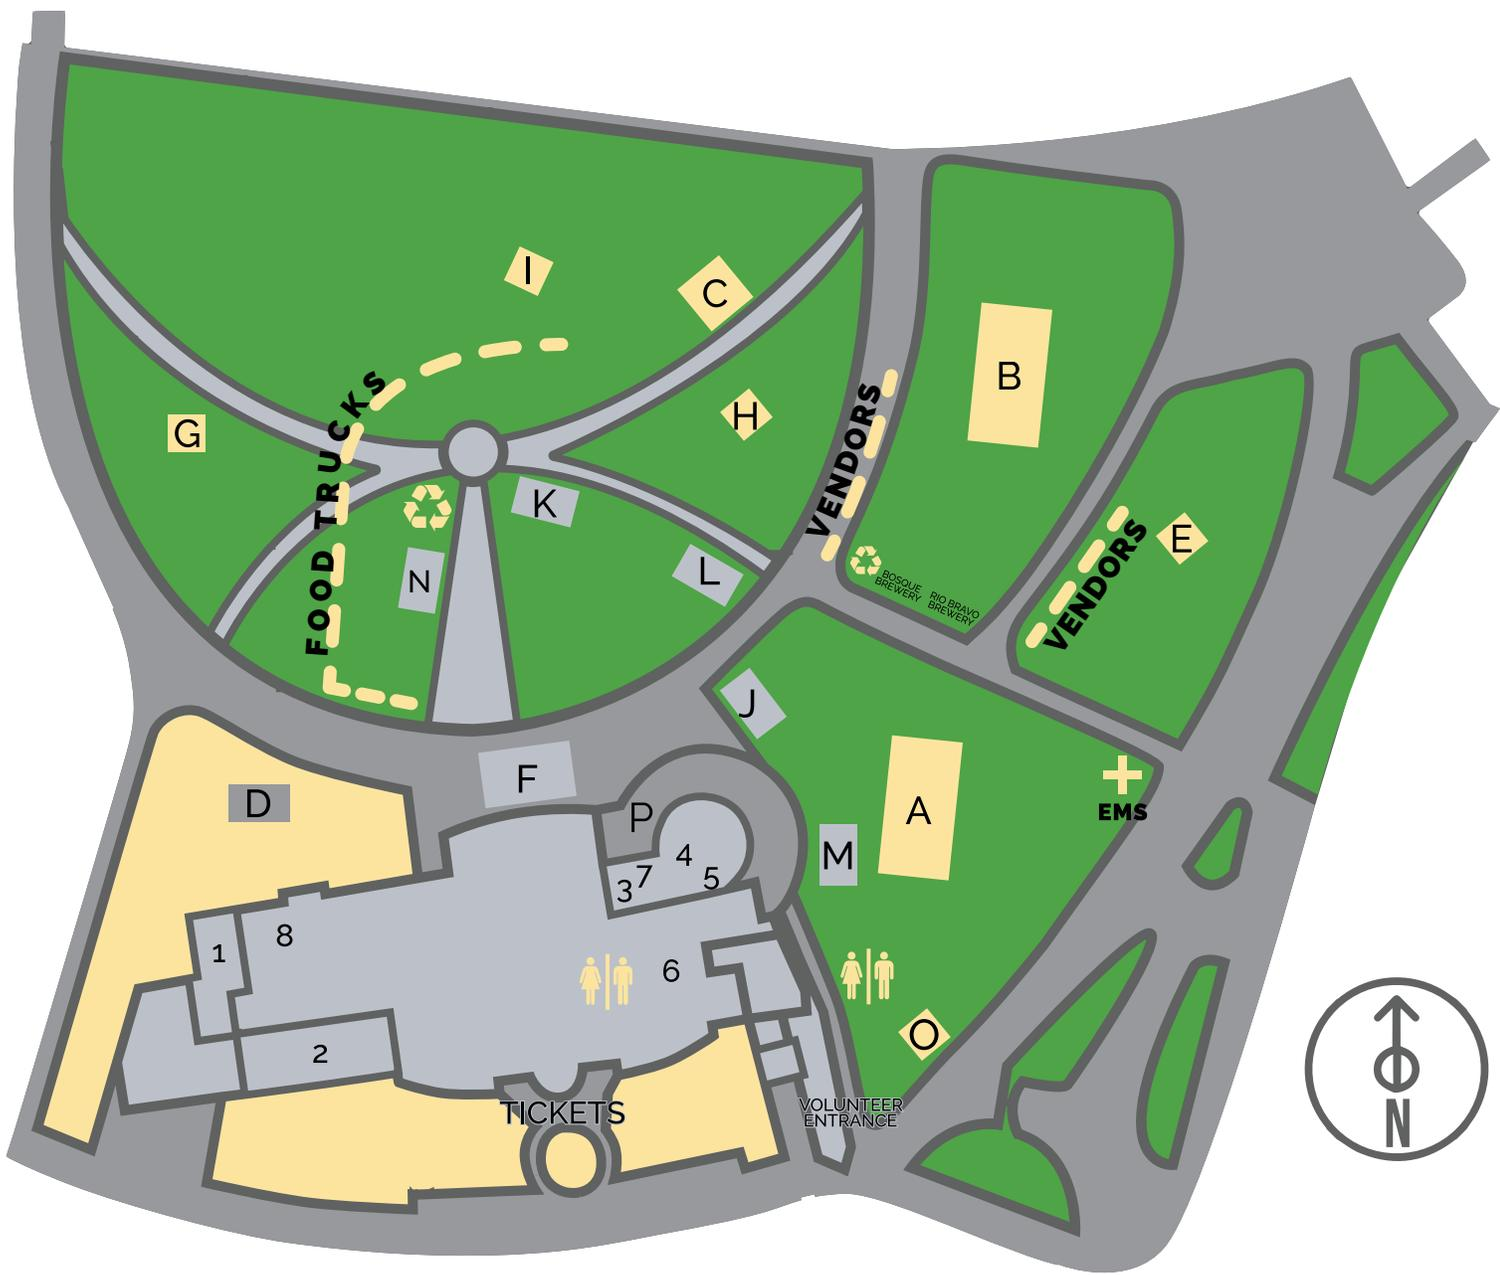 I
C
B
G
H
E
FOOD TRUCKS
VENDORS
VENDORS
K
L
N
BOSQUE
BREWERY
RIO BRAVO
BREWERY
J
F
D
P
A
M
EMS
4
3
7
5
8
1
6
2
O
TICKETS
VOLUNTEER
ENTRANCE
N